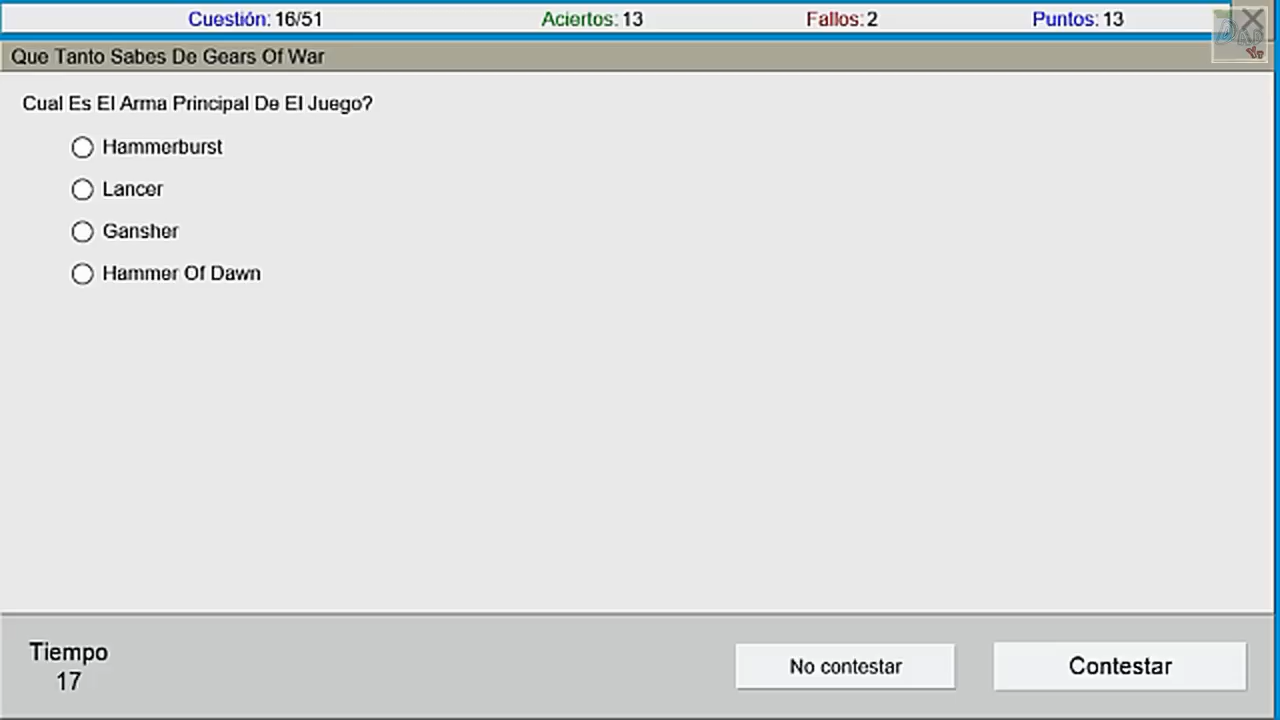 Cuestión: 16/51 Aciertos: 13 Fallos: 2 Puntos: 13
Que Tanto Sabes De Gears Of War
Cual Es El Arma Principal De El Juego?
Hammerburst
Lancer
Gansher
Hammer Of Dawn
Tiempo
17
No contestar
Contestar